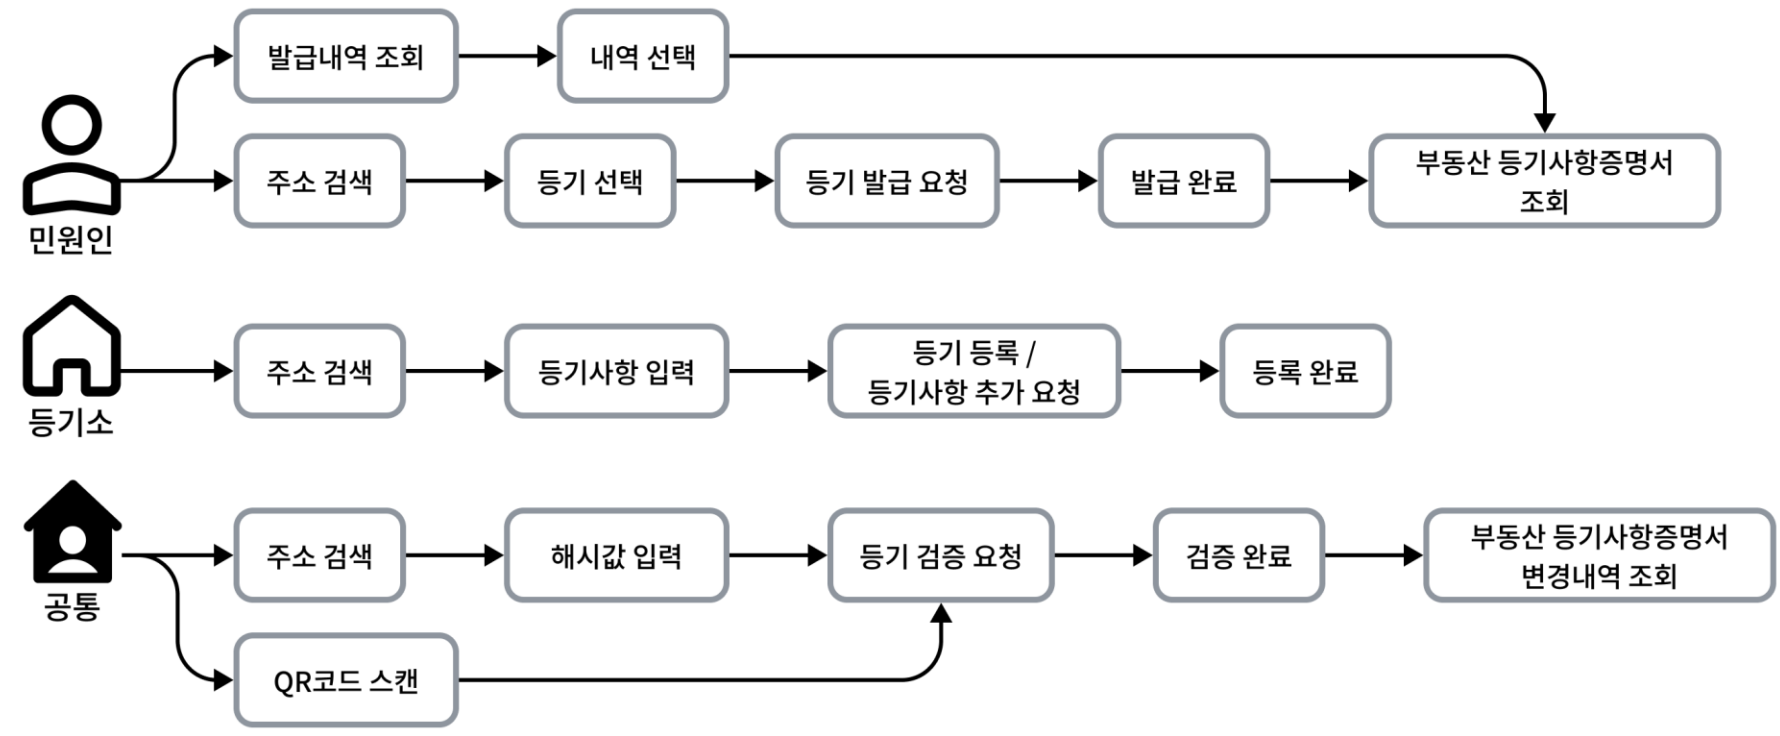 발급내역 조회
내역 선택
민원인
주소 검색
등기 선택
등기 발급 요청
발급 완료
부동산 등기사항증명서
조회
등기소
주소 검색
등기사항 입력
등기 등록 /
등기사항 추가 요청
등록 완료
공통
주소 검색
해시값 입력
등기 검증 요청
검증 완료
부동산 등기사항증명서
변경내역 조회
QR코드 스캔